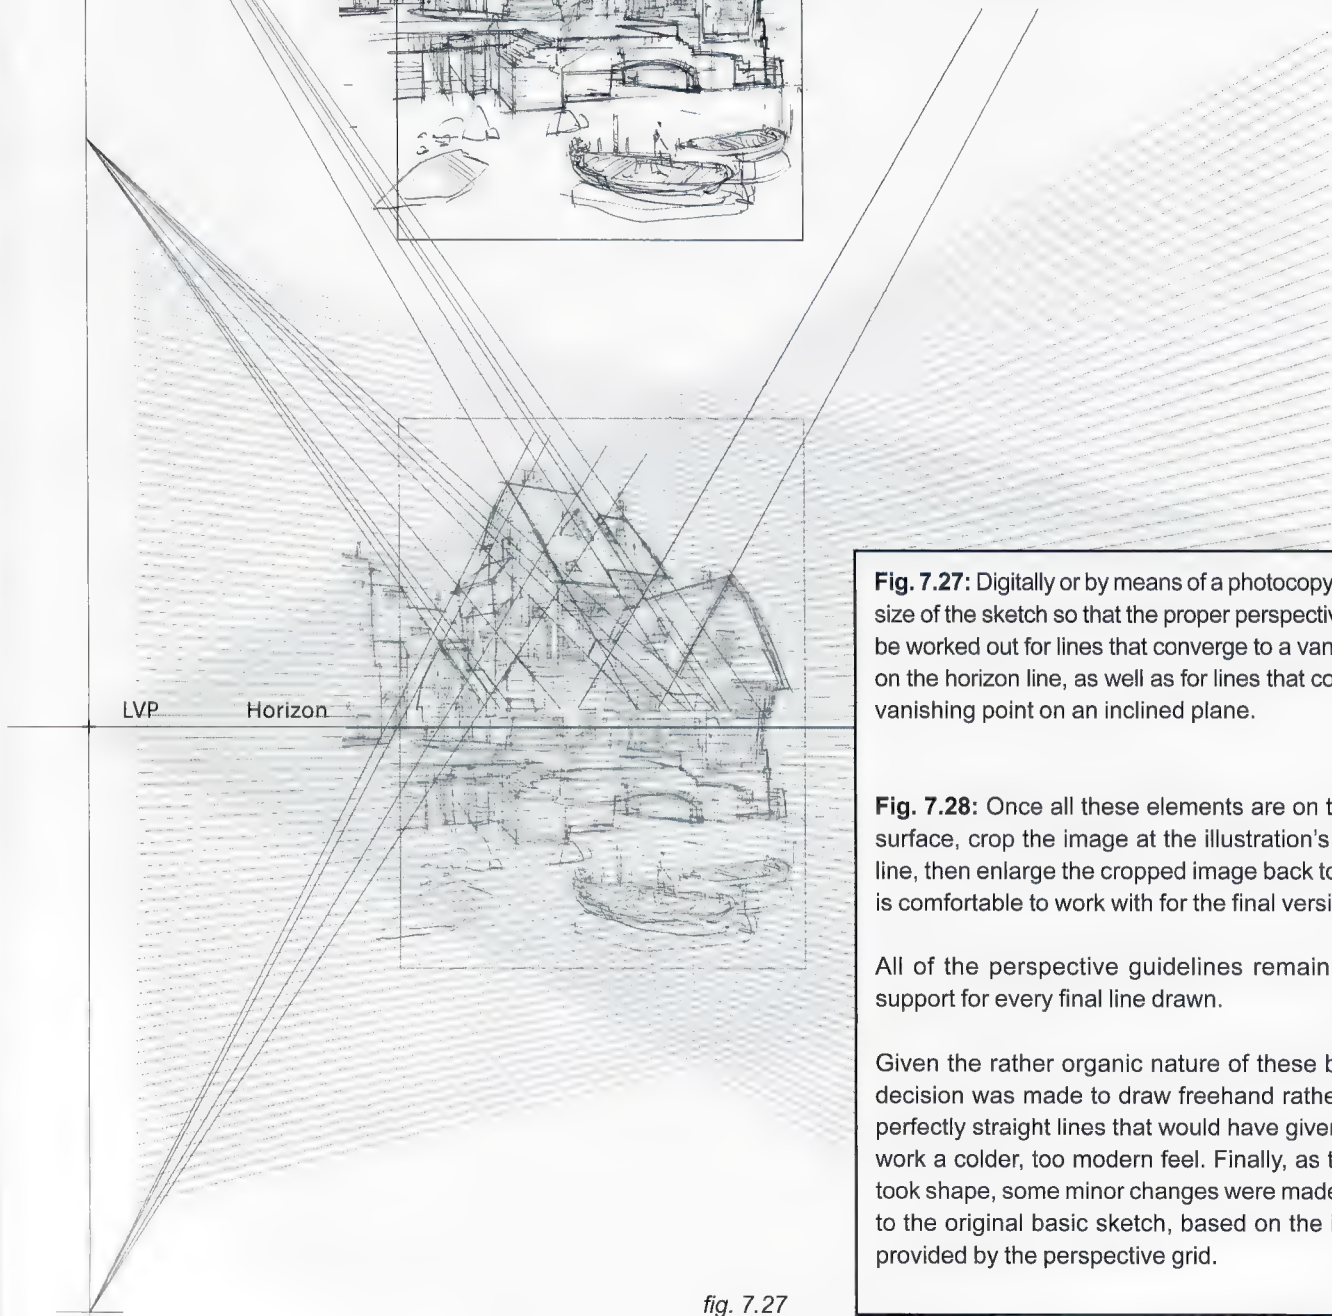 LVP
Horizon
Fig. 7.27: Digitally or by means of a photocopy
size of the sketch so that the proper
be worked out for lines that converge to a
on the horizon line, as well as for lines that
vanishing point on an inclined plane.
Fig. 7.28: Once all these elements are on
surface, crop the image at the illustration's
line, then enlarge the cropped image back
is comfortable to work with for the final
All of the perspective guidelines remain
support for every final line drawn.
Given the rather organic nature of these
decision was made to draw freehand
perfectly straight lines that would have
work a colder, too modern feel. Finally, as
took shape, some minor changes were made
to the original basic sketch, based on the
provided by the perspective grid.
fig. 7.27